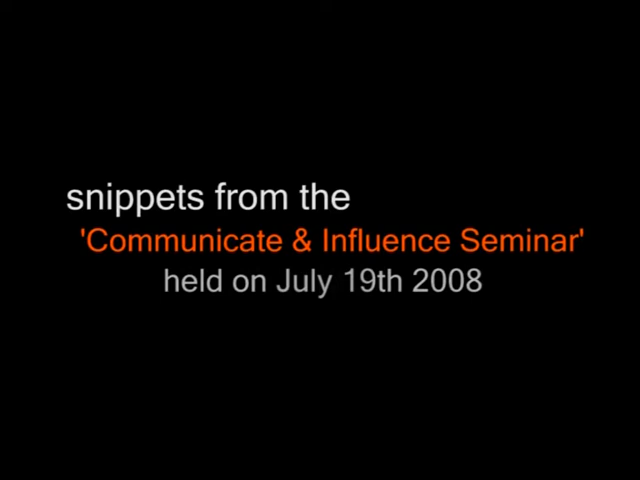 snippets from the
'Communicate & Influence Seminar'
held on July 19th 2008